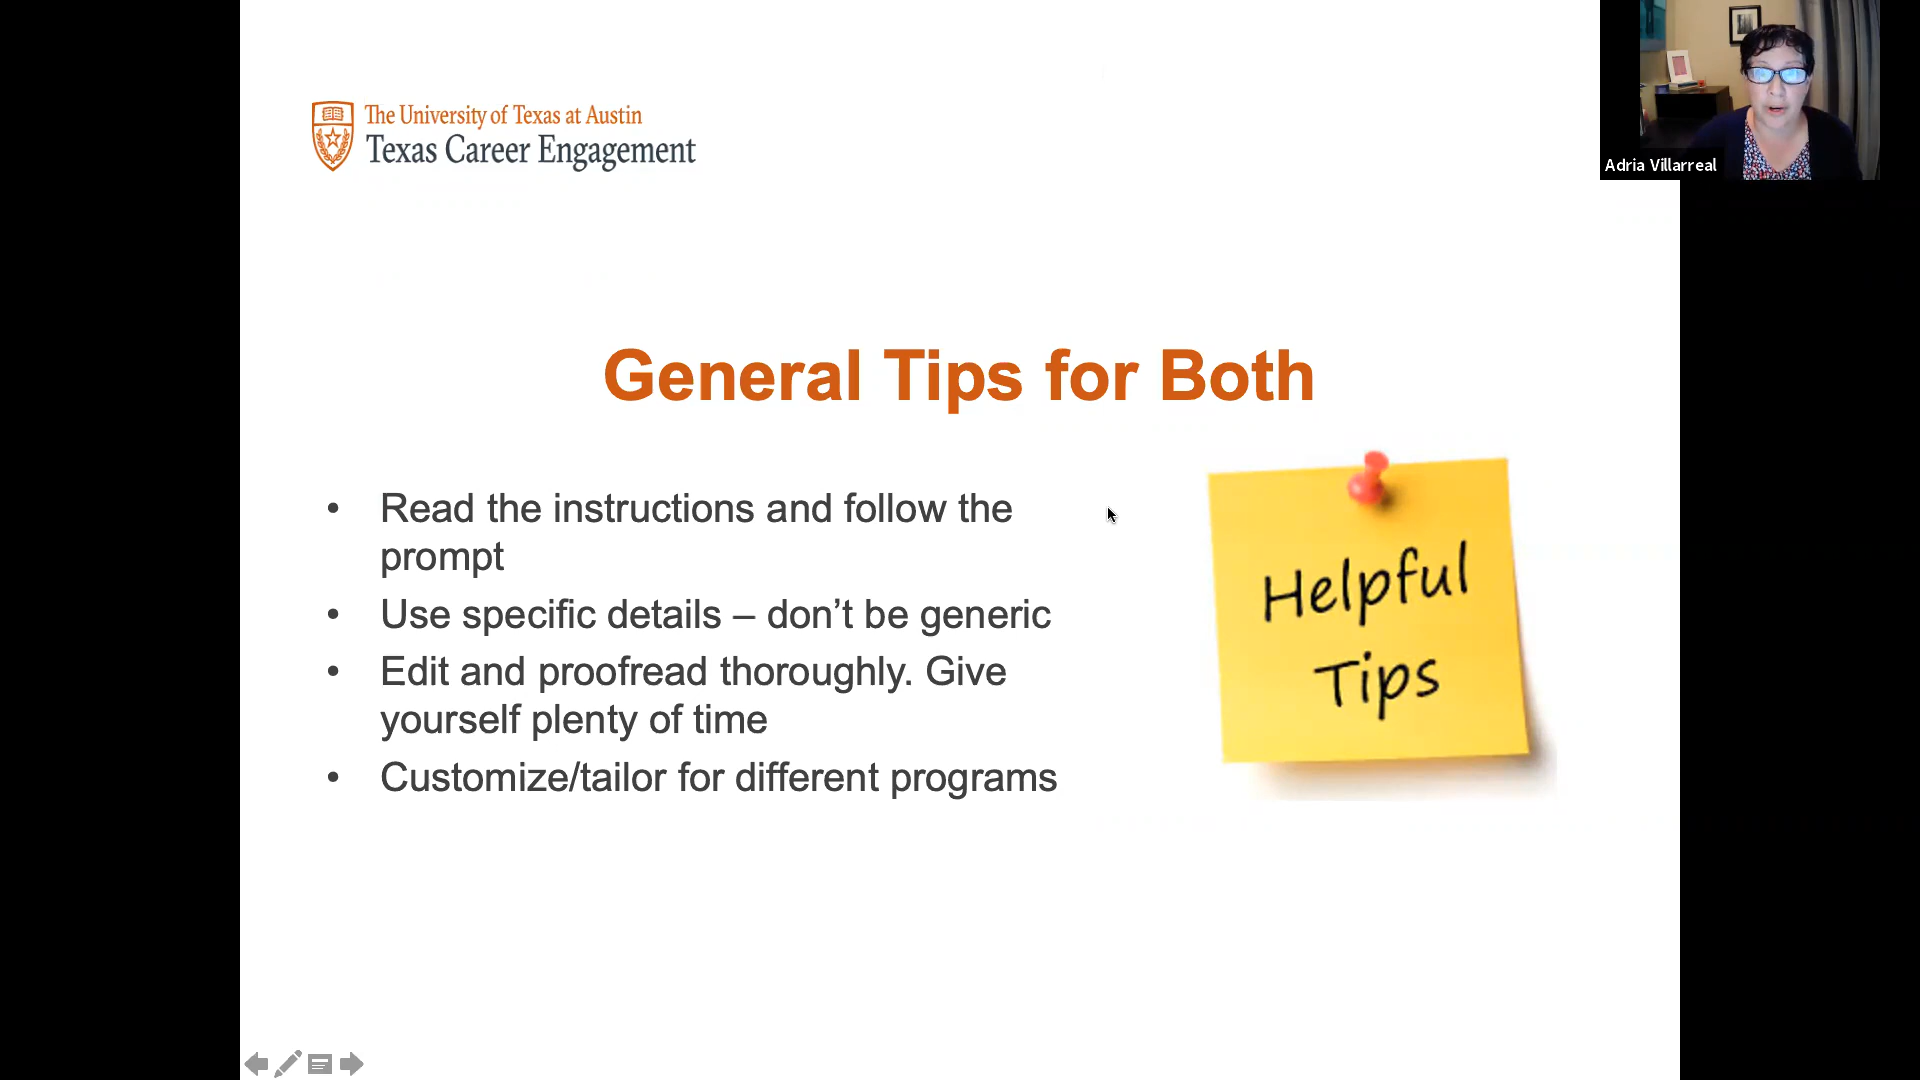 The University of Texas at Austin
Texas Career Engagement
Adria Villarreal
General Tips for Both
• Read the instructions and follow the
prompt
• Use specific details – don’t be generic
• Edit and proofread thoroughly. Give
yourself plenty of time
• Customize/tailor for different programs
Helpful
Tips